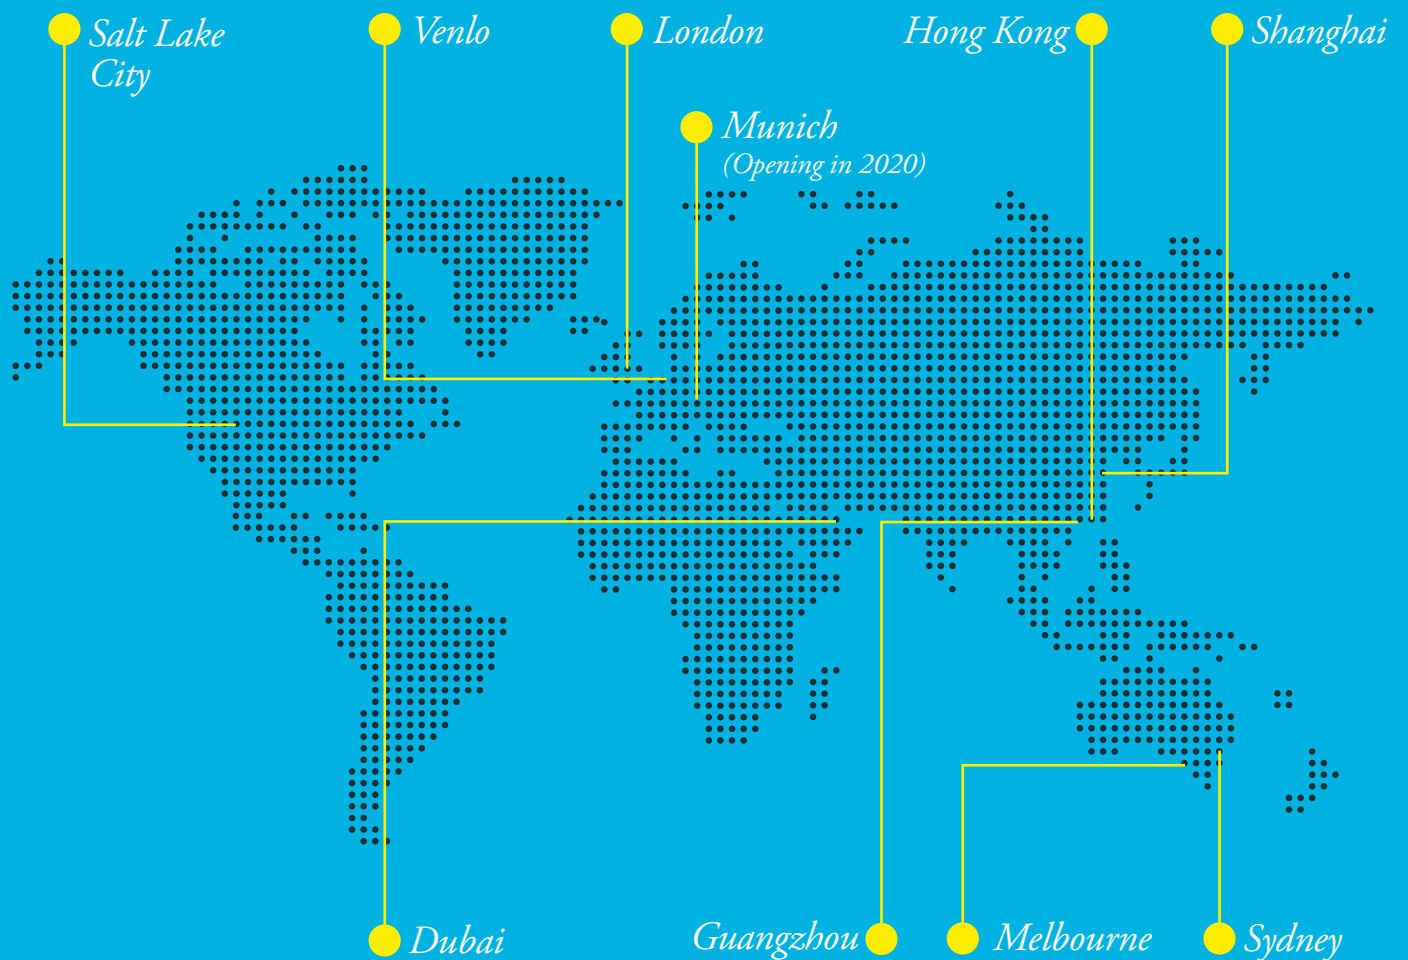 Salt Lake
City
Venlo
London
Hong Kong
Shanghai
Munich
(Opening in 2020)
Dubai
Guangzhou
Melbourne
Sydney